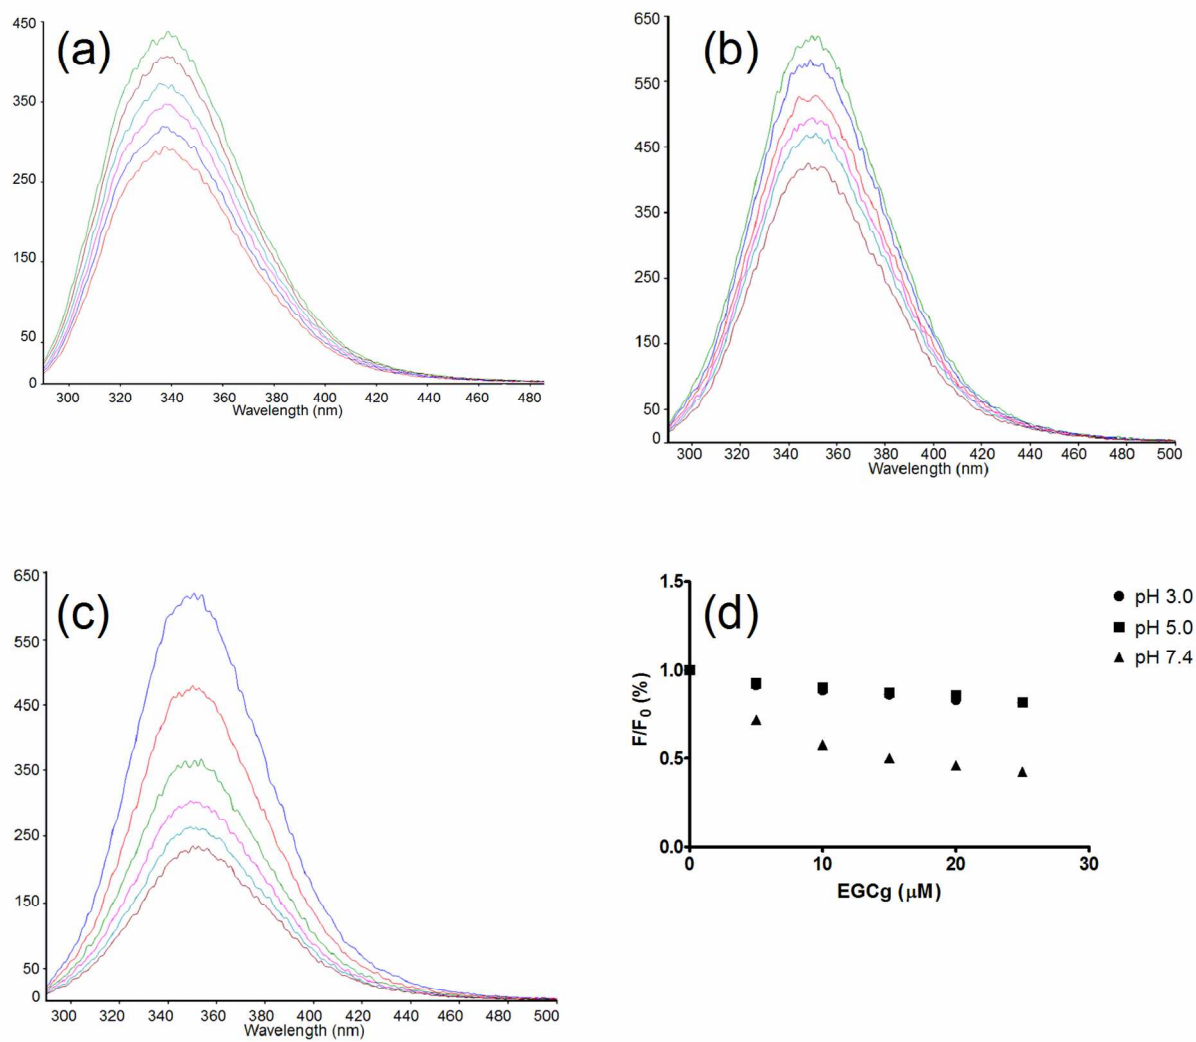 (a)
450
350
250
150
50
0
300 320 340 360 380 400 420 440 460 480
Wavelength (nm)
(b)
650
550
450
350
250
150
50
0
300 320 340 360 380 400 420 440 460 480 500
Wavelength (nm)
(c)
650
550
450
350
250
150
50
0
300 320 340 360 380 400 420 440 460 480 500
Wavelength (nm)
(d)
1.5
1.0
0.5
0.0
F/F0 (%)
0 10 20 30
EGCg (μM)
pH 3.0
pH 5.0
pH 7.4